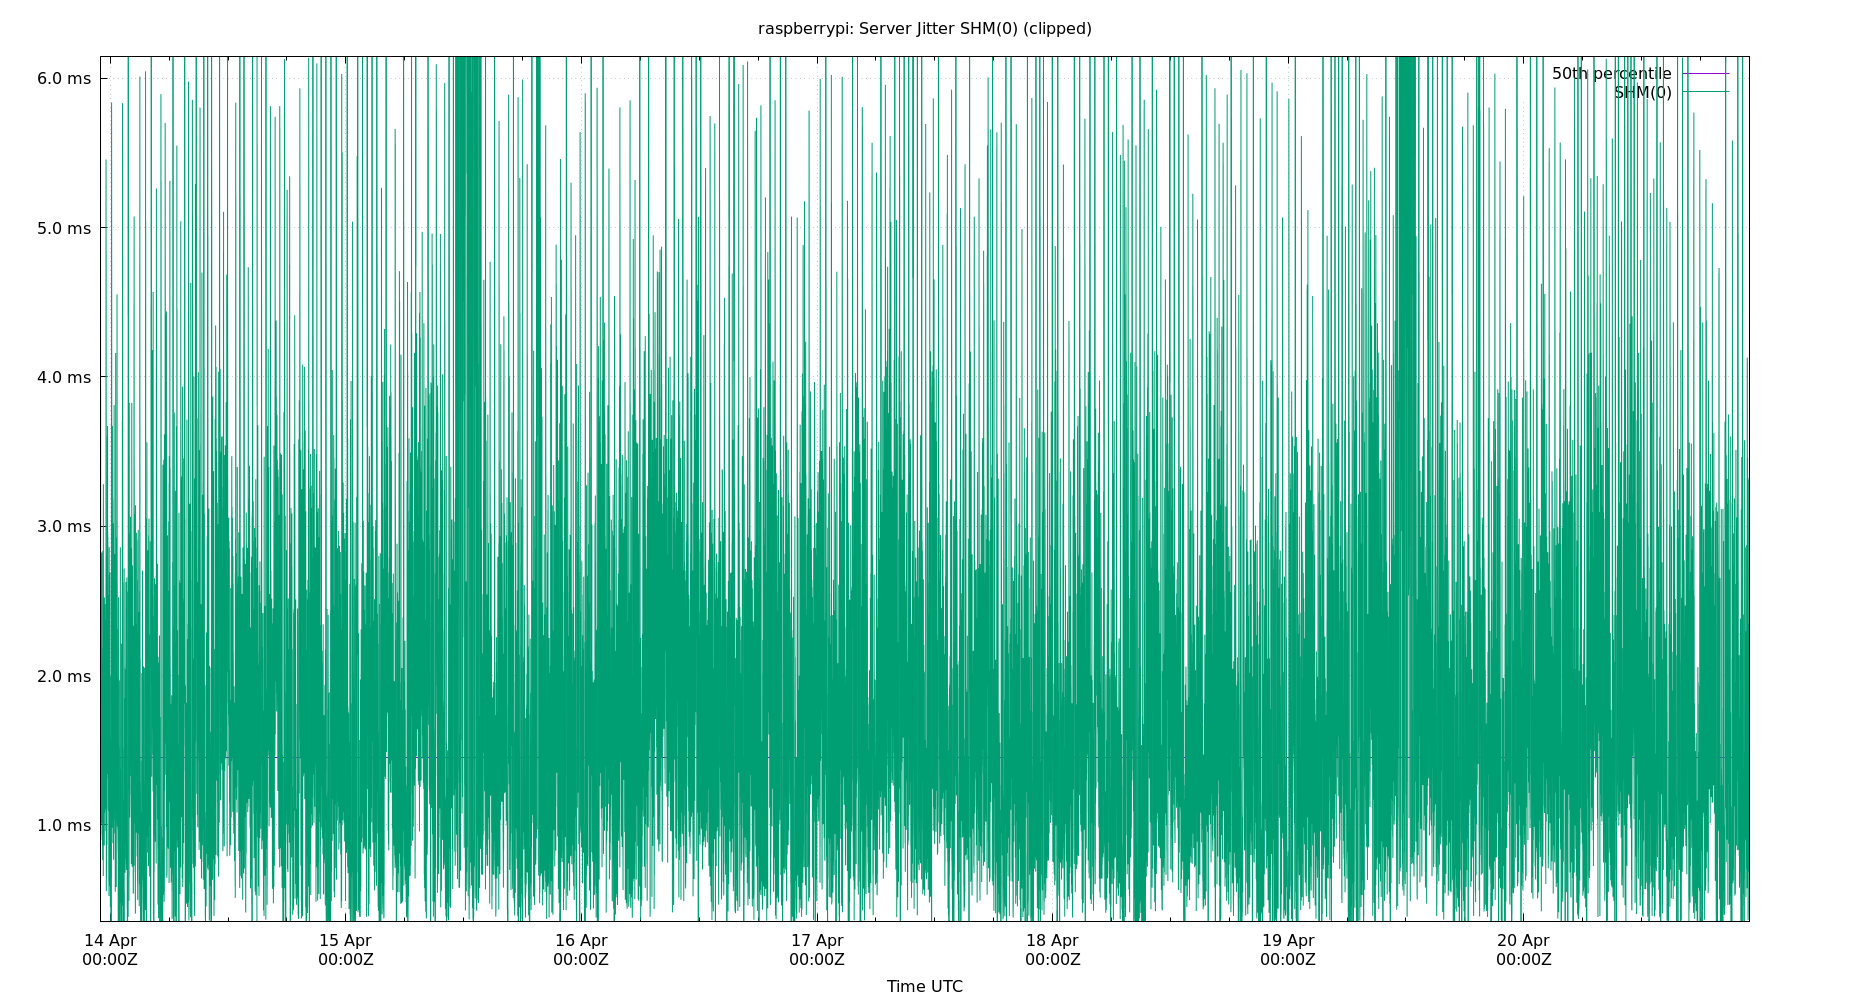 raspberrypi: Server Jitter SHM(0) (clipped)
6.0 ms
50th percentile
SHM(0)
5.0 ms
4.0 ms
3.0 ms
2.0 ms
1.0 ms
14 Apr 15 Apr 16 Apr 17 Apr 18 Apr 19 Apr 20 Apr
00:00Z 00:00Z 00:00Z 00:00Z 00:00Z 00:00Z 00:00Z
Time UTC